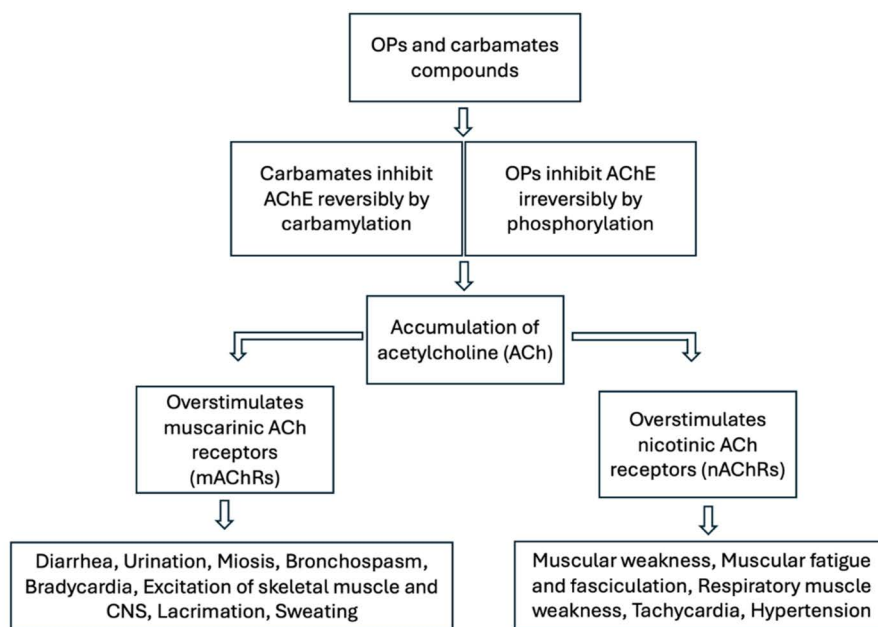 OPs and carbamates
compounds
Carbamates inhibit
AChE reversibly by
carbamylation
OPs inhibit AChE
irreversibly by
phosphorylation
Accumulation of
acetylcholine (ACh)
Overstimulates
muscarinic ACh
receptors
(mAChRs)
Overstimulates
nicotinic ACh
receptors (nAChRs)
Diarrhea, Urination, Miosis, Bronchospasm,
Bradycardia, Excitation of skeletal muscle and
CNS, Lacrimation, Sweating
Muscular weakness, Muscular fatigue
and fasciculation, Respiratory muscle
weakness, Tachycardia, Hypertension